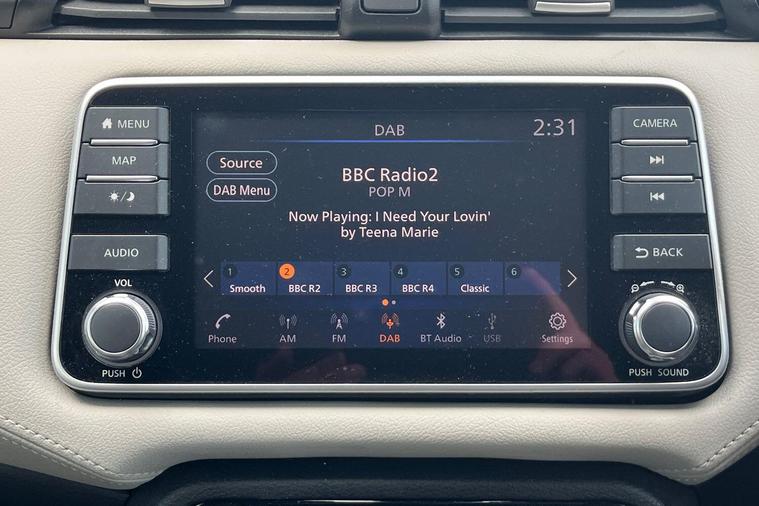 DAB
2:31
MENU
MAP
AUDIO
VOL
PUSH
Source
DAB Menu
BBC Radio2
POP M
Now Playing: I Need Your Lovin'
by Teena Marie
1 Smooth
2 BBC R2
3 BBC R3
4 BBC R4
5 Classic
6
Phone
AM
FM
DAB
BT Audio
USB
Settings
CAMERA
BACK
PUSH SOUND